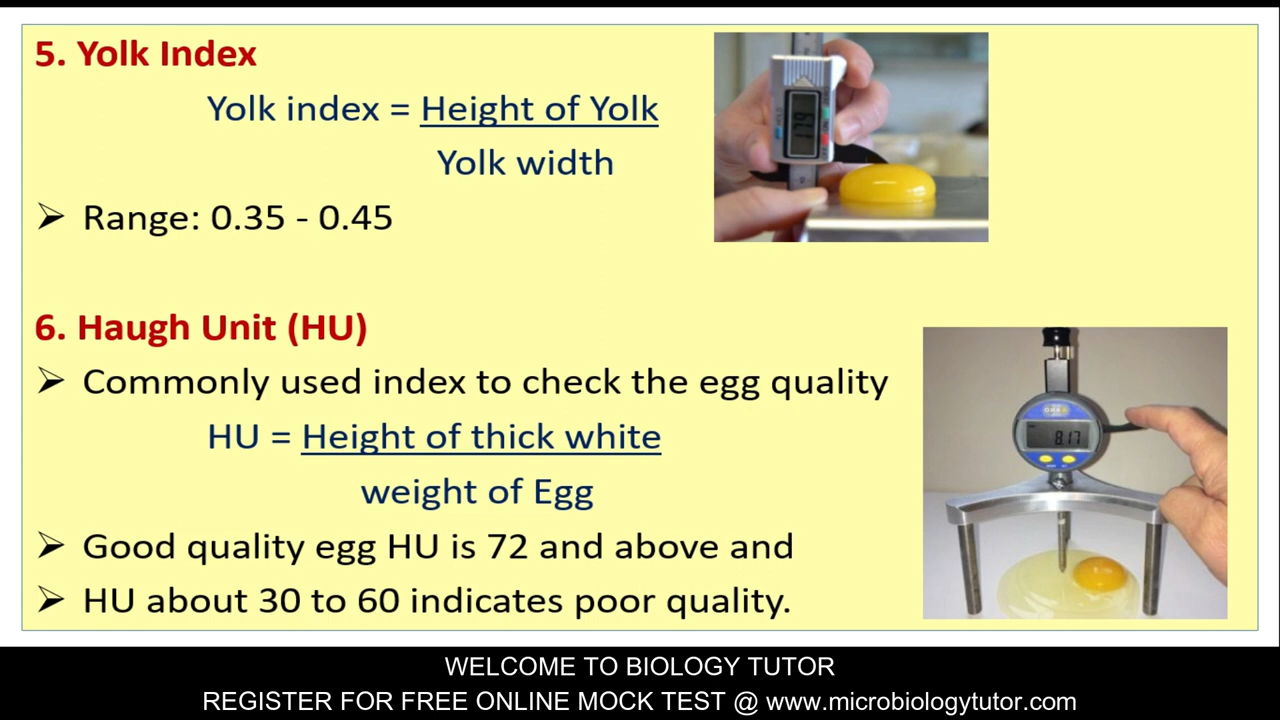 5. Yolk Index
Yolk index = Height of Yolk
Yolk width
➢ Range: 0.35 - 0.45
6. Haugh Unit (HU)
➢ Commonly used index to check the egg quality
HU = Height of thick white
weight of Egg
➢ Good quality egg HU is 72 and above and
➢ HU about 30 to 60 indicates poor quality.
8.17
WELCOME TO BIOLOGY TUTOR
REGISTER FOR FREE ONLINE MOCK TEST @ www.microbiologytutor.com